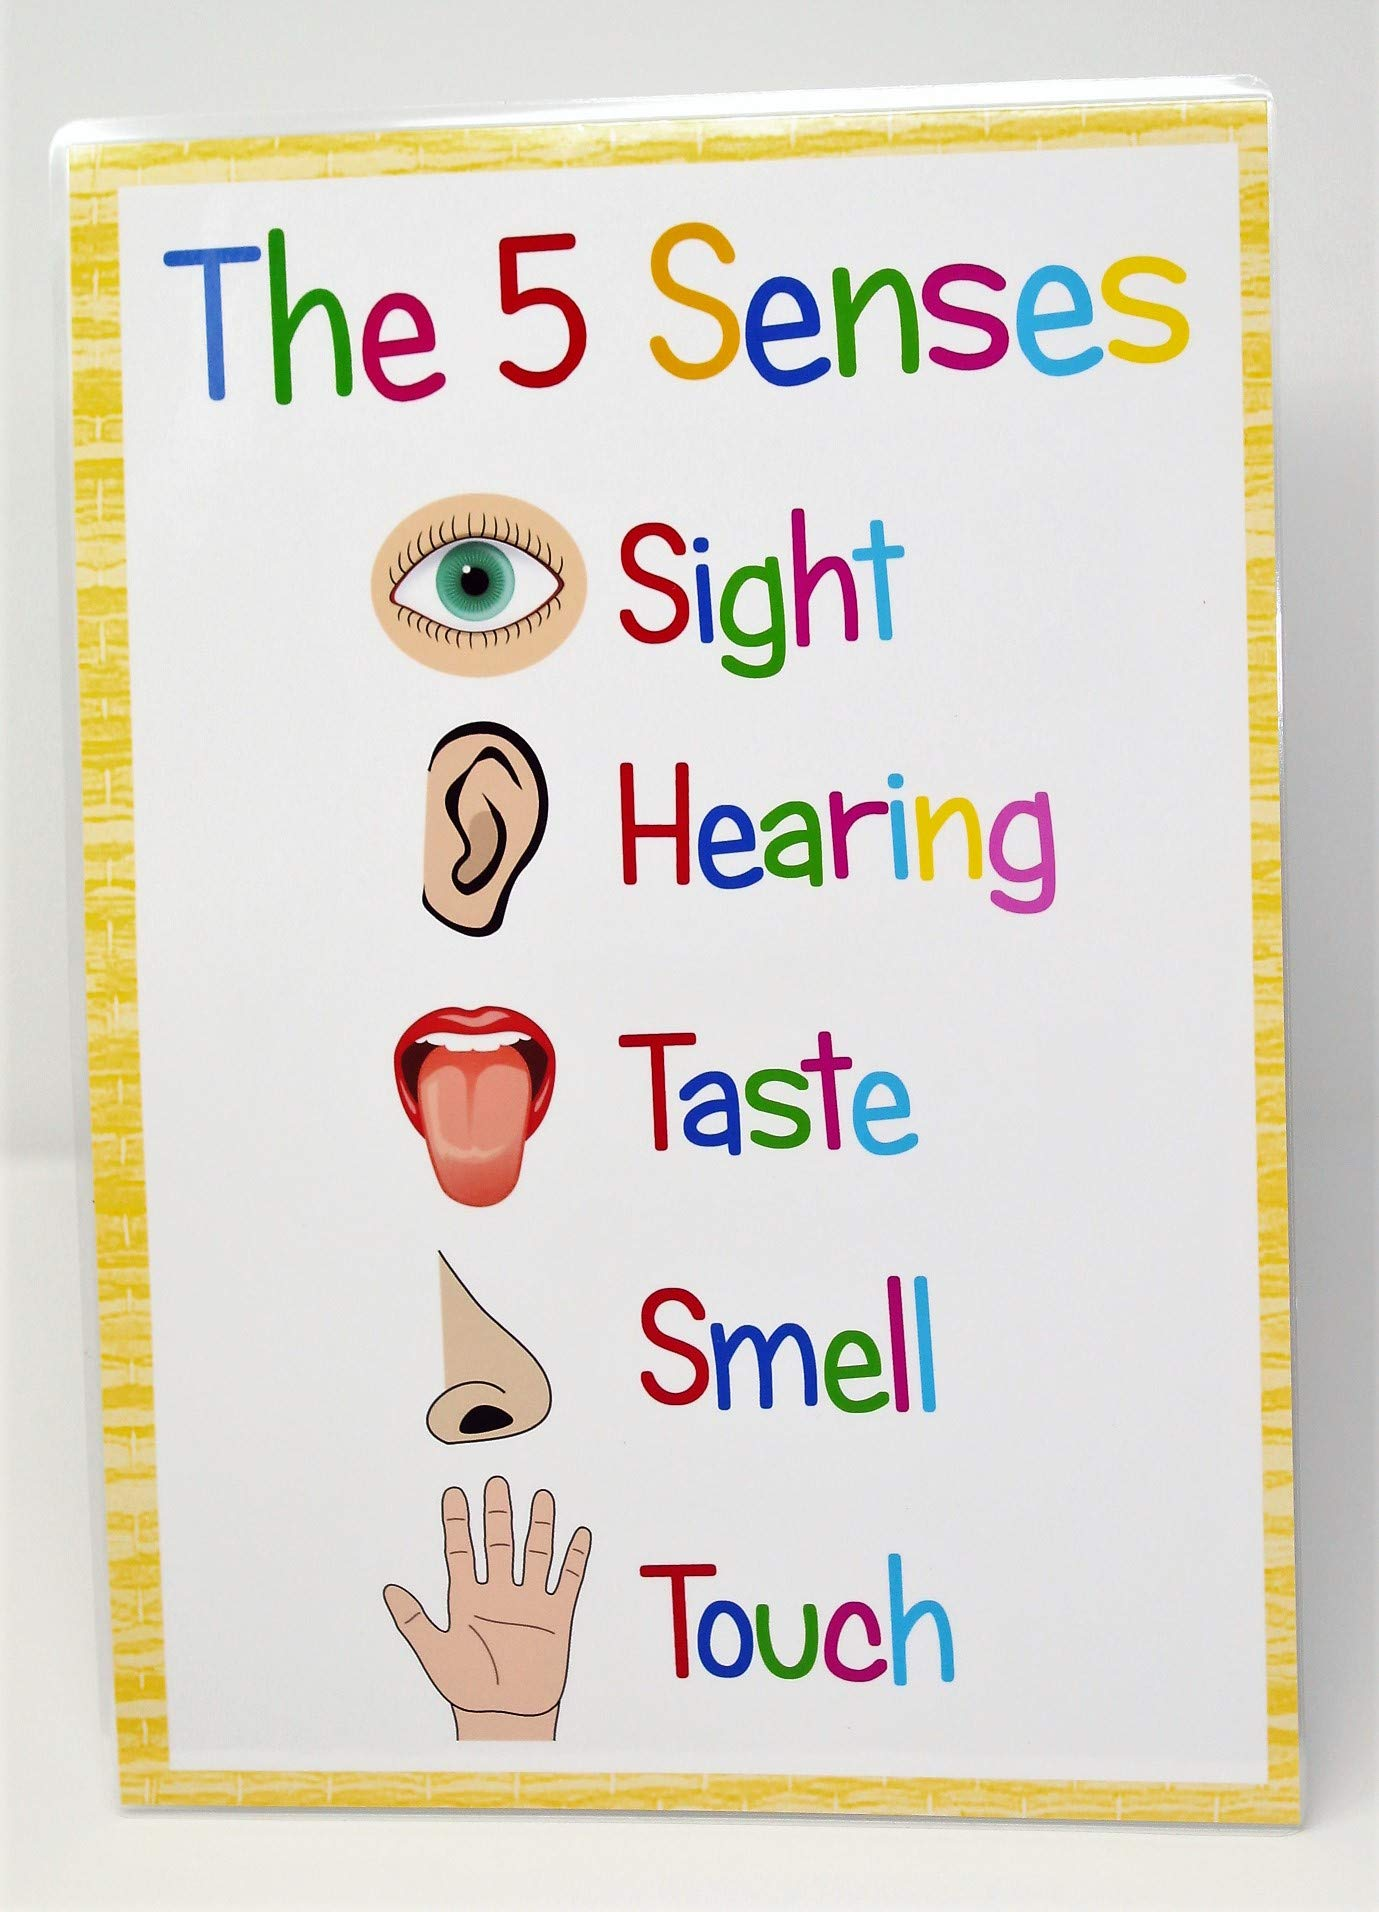 The 5 Senses
Sight
Hearing
Taste
Smell
Touch